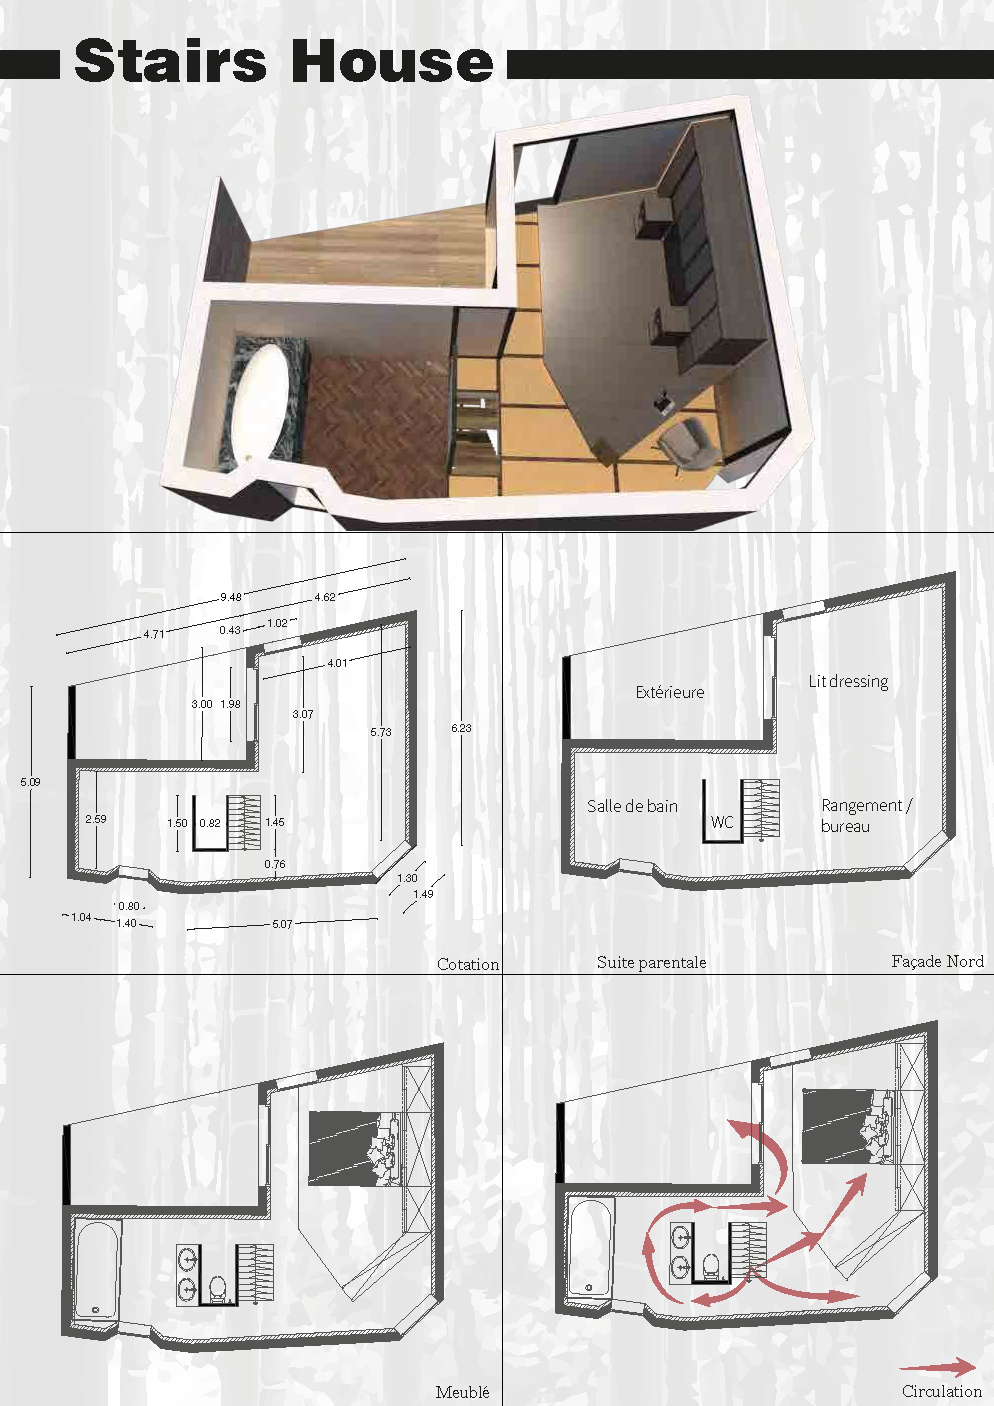 Stairs House
9.48
4.62
1.02
0.43
4.71
4.01
3.00 1.98
3.07
5.73
6.23
5.09
2.59
1.50 0.82 1.45
0.76
1.30
1.49
0.80
1.04
1.40
5.07
Cotation
Extérieure
Lit dressing
Salle de bain
WC
Rangement /
bureau
Suite parentale
Façade Nord
Meublé
Circulation